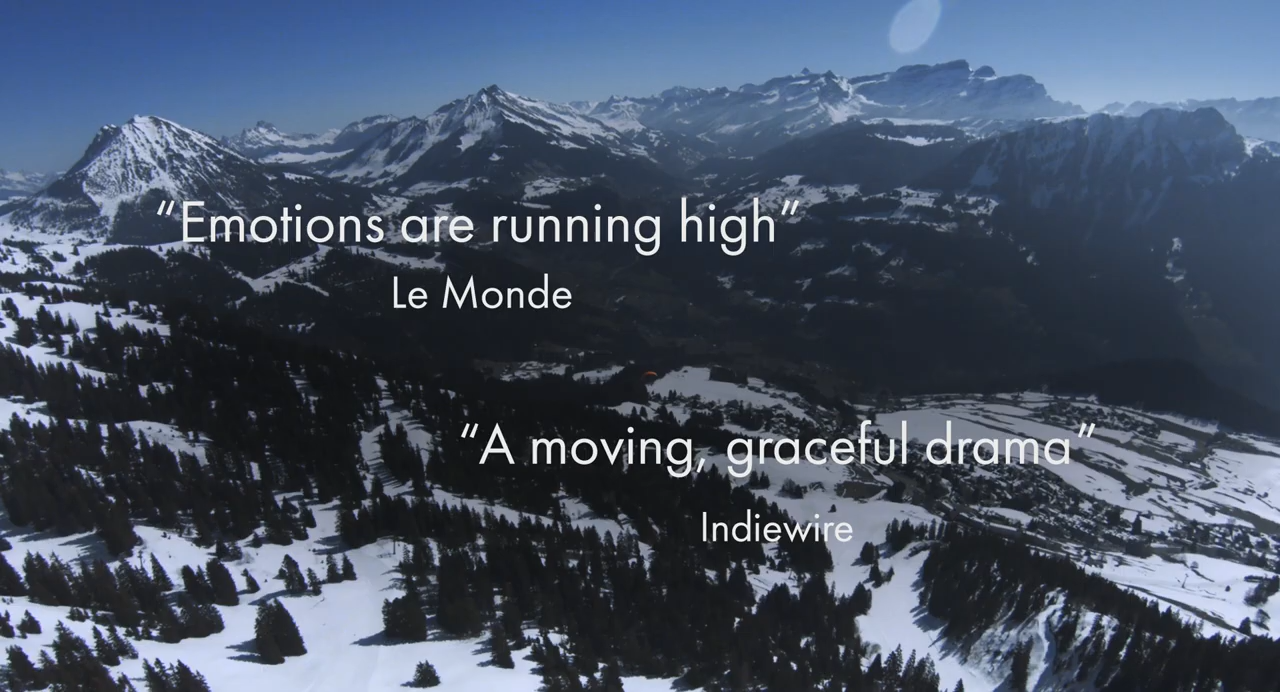 “Emotions are running high”
Le Monde
“A moving, graceful drama”
Indiewire